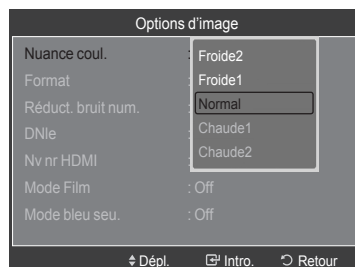 Options d'image
Nuance coul. : Froide2
Format : Froide1
Réduct. bruit num. : Normal
DNIe : Chaude1
Nv nr HDMI : Chaude2
Mode Film : Off
Mode bleu seu. : Off
Dépl. Intro. Retour